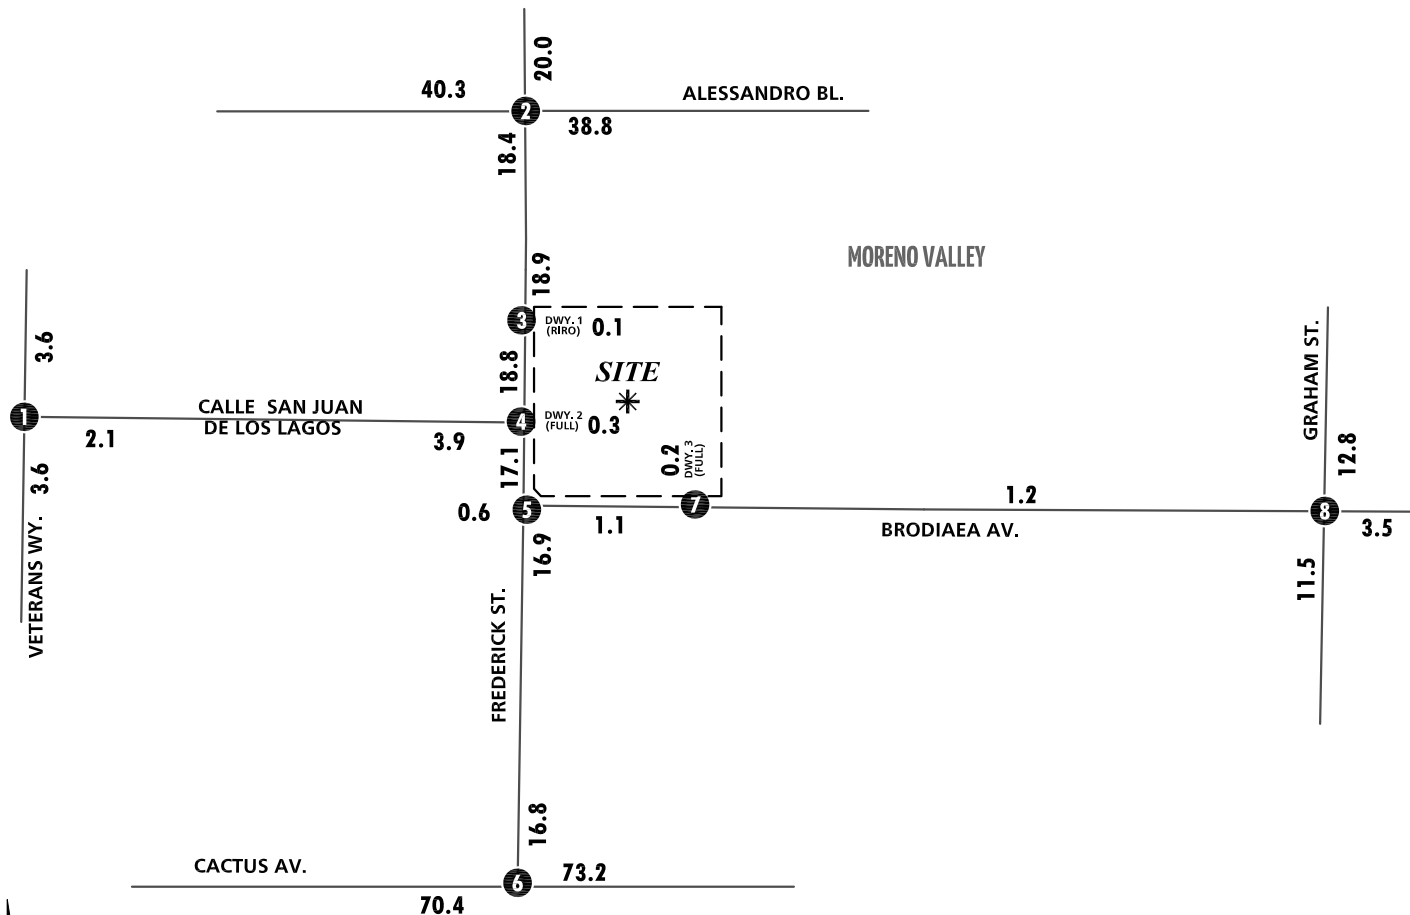 20.0
40.3
ALESSANDRO BL.
2
38.8
18.4
MORENO VALLEY
18.9
3
DWY. 1
(RIRO)
0.1
3.6
18.8
SITE
GRAHAM ST.
1
CALLE SAN JUAN
DE LOS LAGOS
4
DWY. 2
(FULL)
0.3
2.1
3.9
3.6
17.1
0.2
DWY. 3
(FULL)
12.8
0.6
5
1.1
7
1.2
BRODIAEA AV.
8
3.5
VETERANS WY.
16.9
11.5
FREDERICK ST.
16.8
CACTUS AV.
6
73.2
70.4